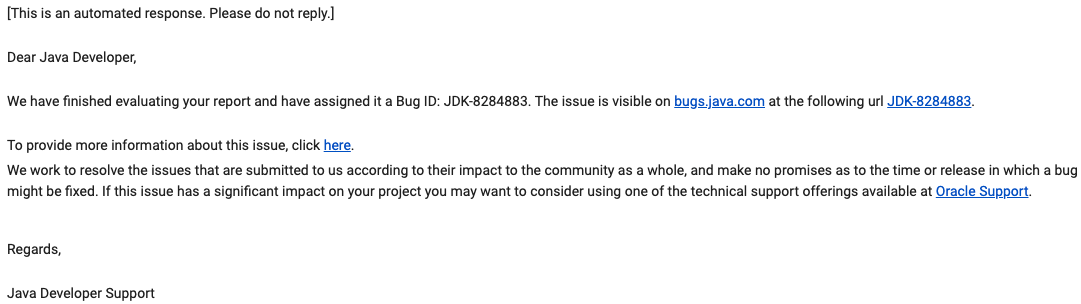 [This is an automated response. Please do not reply.]
Dear Java Developer,
We have finished evaluating your report and have assigned it a Bug ID: JDK-8284883. The issue is visible on bugs.java.com at the following url JDK-8284883.
To provide more information about this issue, click here.
We work to resolve the issues that are submitted to us according to their impact to the community as a whole, and make no promises as to the time or release in which a bug
might be fixed. If this issue has a significant impact on your project you may want to consider using one of the technical support offerings available at Oracle Support.
Regards,
Java Developer Support